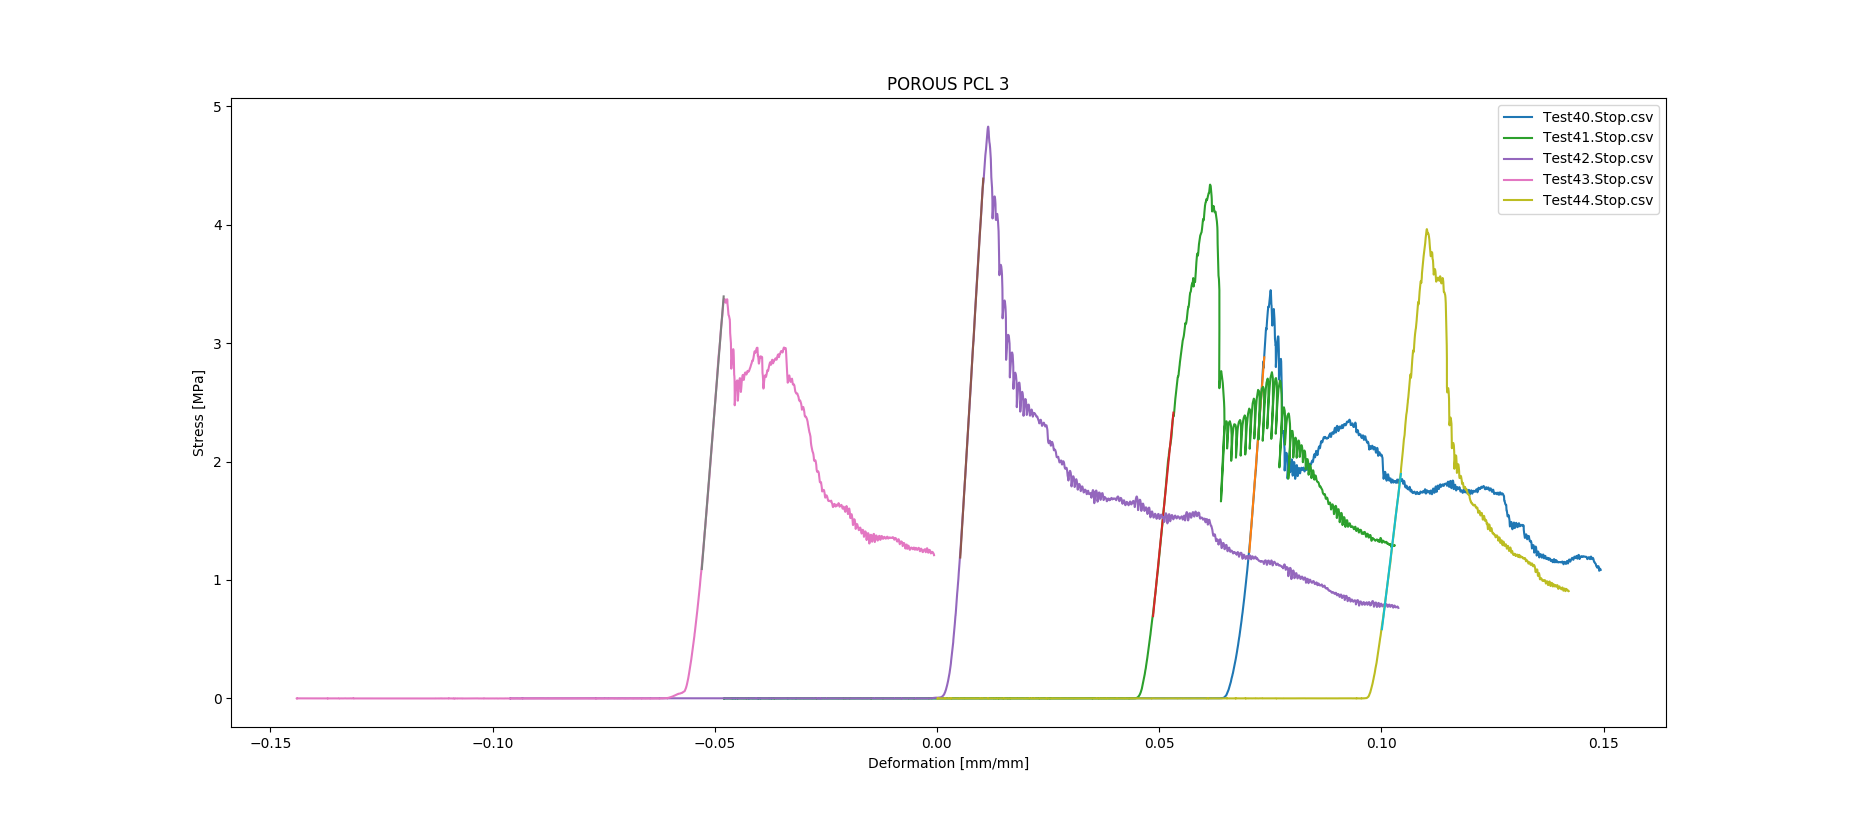 POROUS PCL 3
5
4
3
2
1
0
Stress [MPa]
Test40.Stop.csv
Test41.Stop.csv
Test42.Stop.csv
Test43.Stop.csv
Test44.Stop.csv
−0.15 −0.10 −0.05 0.00 0.05 0.10 0.15
Deformation [mm/mm]